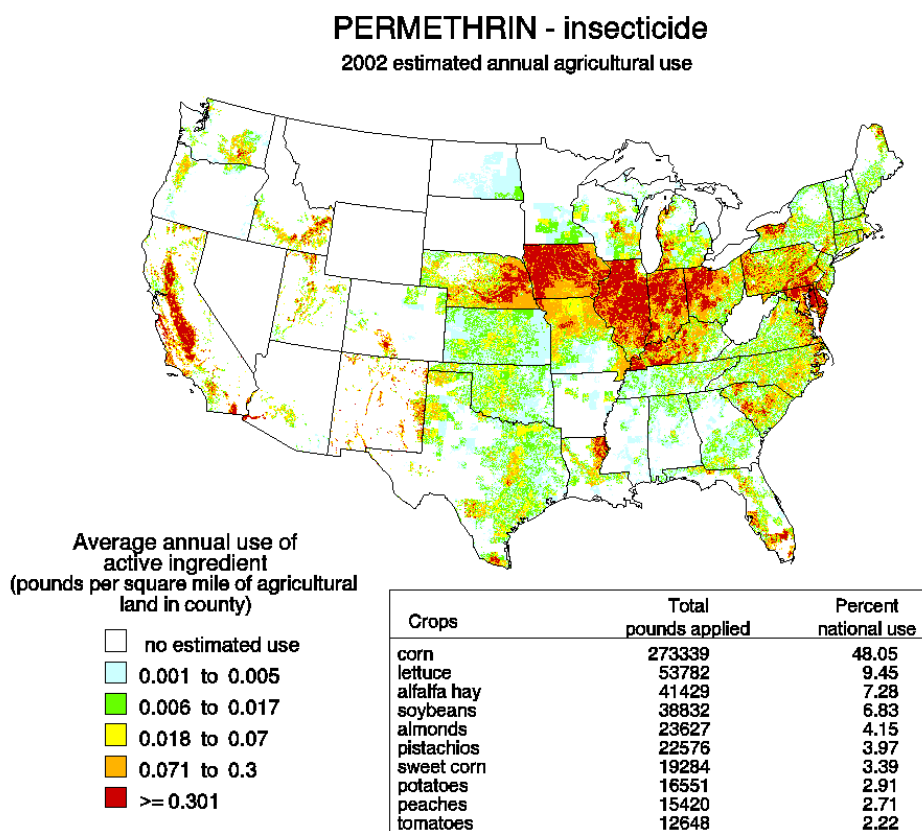 PERMETHRIN - insecticide
2002 estimated annual agricultural use
Average annual use of
active ingredient
(pounds per square mile of agricultural
land in county)
no estimated use
0.001 to 0.005
0.006 to 0.017
0.018 to 0.07
0.071 to 0.3
>= 0.301
Crops Total pounds applied Percent national use
corn 273339 48.05
lettuce 53782 9.45
alfalfa hay 41429 7.28
soybeans 38832 6.83
almonds 23627 4.15
pistachios 22576 3.97
sweet corn 19284 3.39
potatoes 16551 2.91
peaches 15420 2.71
tomatoes 12648 2.22